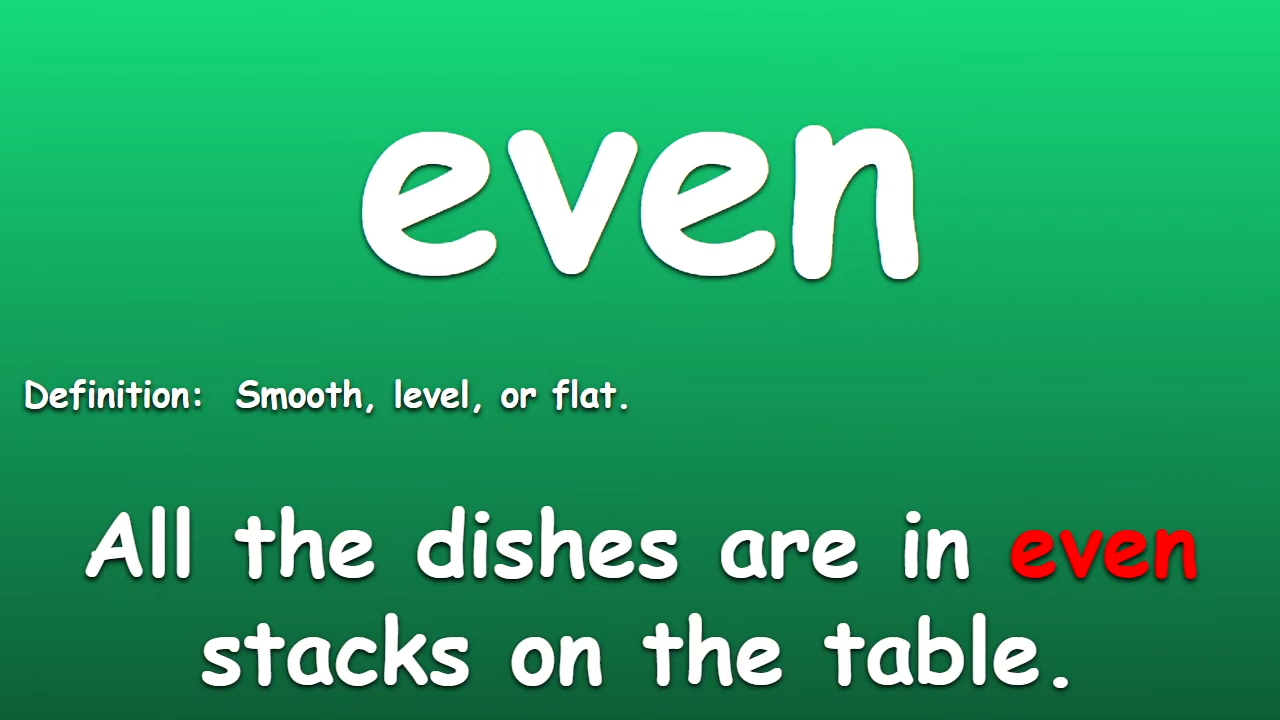 even
Definition:  Smooth, level, or flat.
All the dishes are in even
stacks on the table.